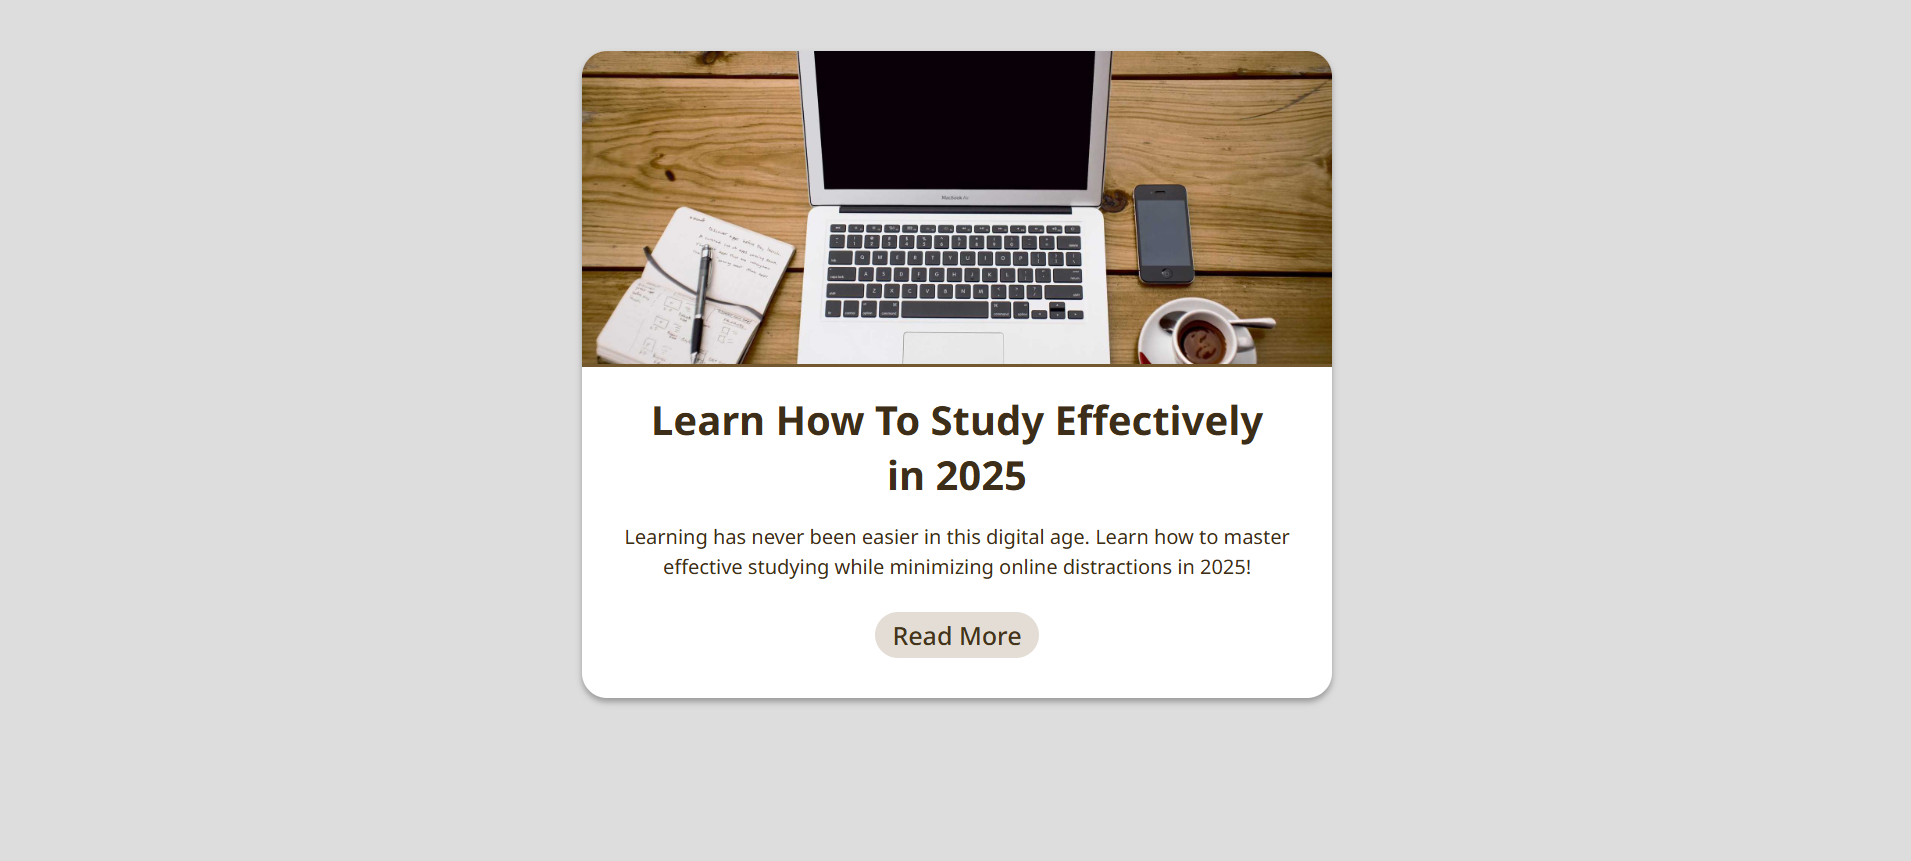 Learn How To Study Effectively
in 2025
Learning has never been easier in this digital age. Learn how to master
effective studying while minimizing online distractions in 2025!
Read More